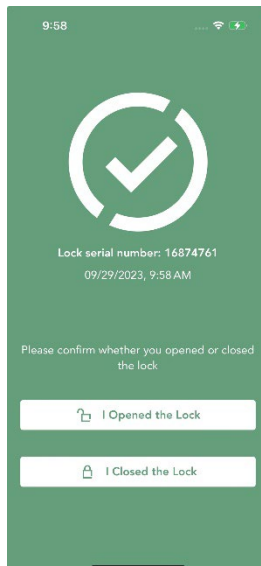 9:58
Lock serial number: 16874761
09/29/2023, 9:58 AM
Please confirm whether you opened or closed
the lock
I Opened the Lock
I Closed the Lock